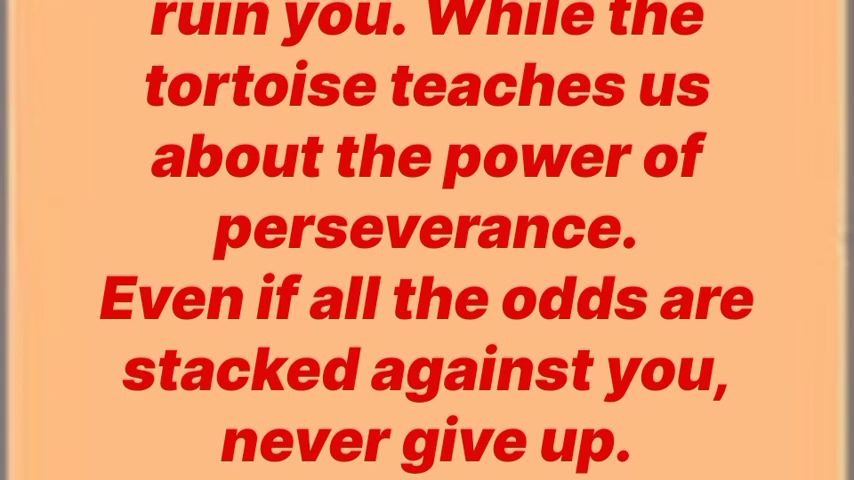 ruin you. While the
tortoise teaches us
about the power of
perseverance.
Even if all the odds are
stacked against you,
never give up.